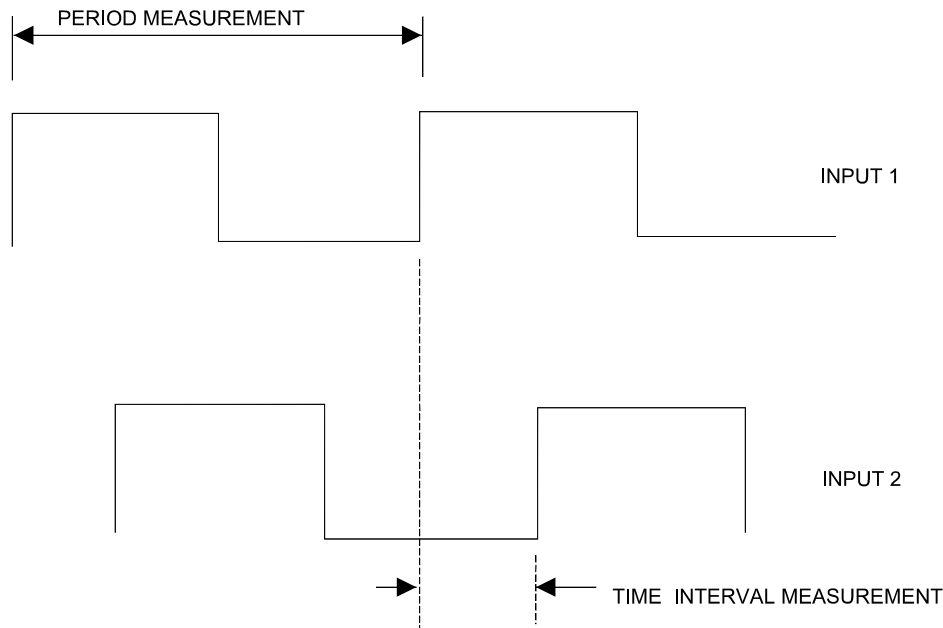 PERIOD MEASUREMENT
INPUT 1
INPUT 2
TIME INTERVAL MEASUREMENT